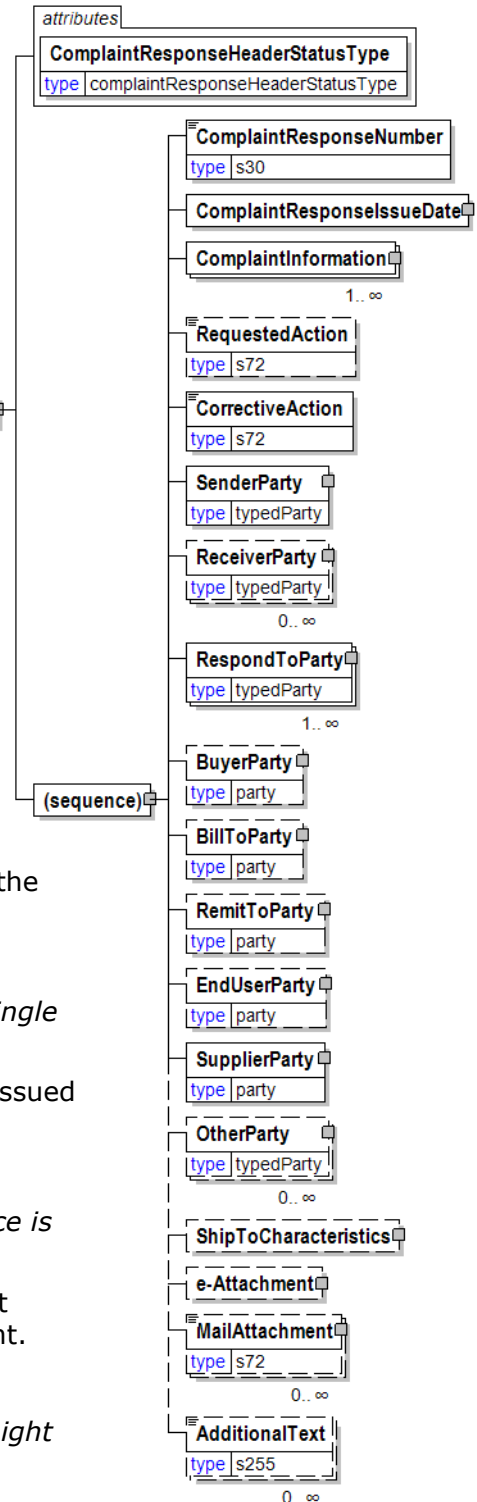 attributes
ComplaintResponseHeaderStatusType
type complaintResponseHeaderStatusType
ComplaintResponseNumber
type s30
ComplaintResponseIssueDate
ComplaintInformation
1.. ∞
RequestedAction
type s72
CorrectiveAction
type s72
SenderParty
type typedParty
ReceiverParty
type typedParty
0.. ∞
RespondToParty
type typedParty
1.. ∞
BuyerParty
type party
(sequence)
BillToParty
type party
the
RemitToParty
type party
EndUserParty
type party
ingle
SupplierParty
type party
ssued
OtherParty
type typedParty
0.. ∞
ce is
ShipToCharacteristics
e-Attachment
t
MailAttachment
nt.
type s72
0.. ∞
ight
AdditionalText
type s255
0.. ∞